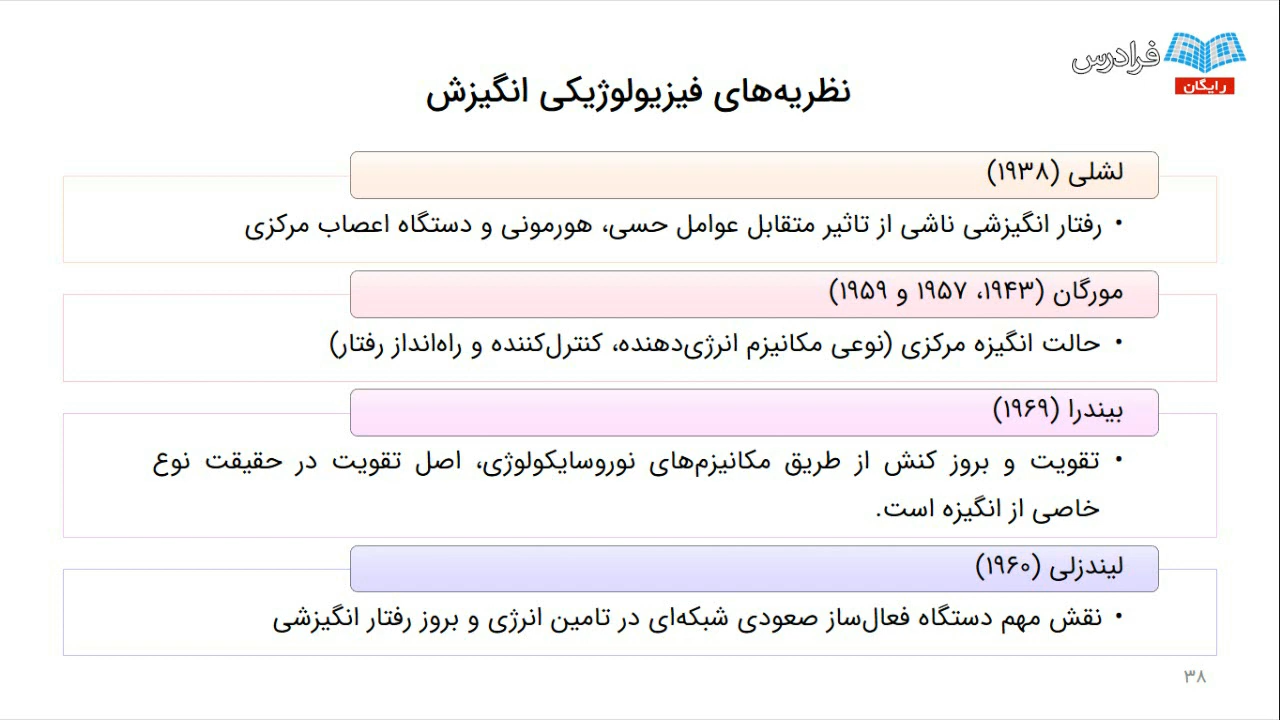 فرادرس
رایگان
نظریه‌های فیزیولوژیکی انگیزش
لشلی (۱۹۳۸)
• رفتار انگیزشی ناشی از تاثیر متقابل عوامل حسی، هورمونی و دستگاه اعصاب مرکزی
مورگان (۱۹۴۳، ۱۹۵۷ و ۱۹۵۹)
• حالت انگیزه مرکزی (نوعی مکانیزم انرژی‌دهنده، کنترل‌کننده و راه‌انداز رفتار)
بیندرا (۱۹۶۹)
• تقویت و بروز کنش از طریق مکانیزم‌های نوروسایکولوژی، اصل تقویت در حقیقت نوع
خاصی از انگیزه است.
لیندزلی (۱۹۶۰)
• نقش مهم دستگاه فعال‌ساز صعودی شبکه‌ای در تامین انرژی و بروز رفتار انگیزشی
۳۸